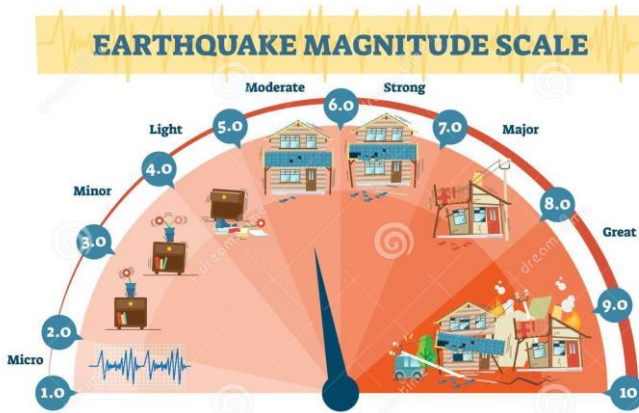 EARTHQUAKE MAGNITUDE SCALE
Moderate
Strong
6.0
5.0
7.0
Light
Major
4.0
Minor
8.0
3.0
Great
9.0
2.0
Micro
1.0
10